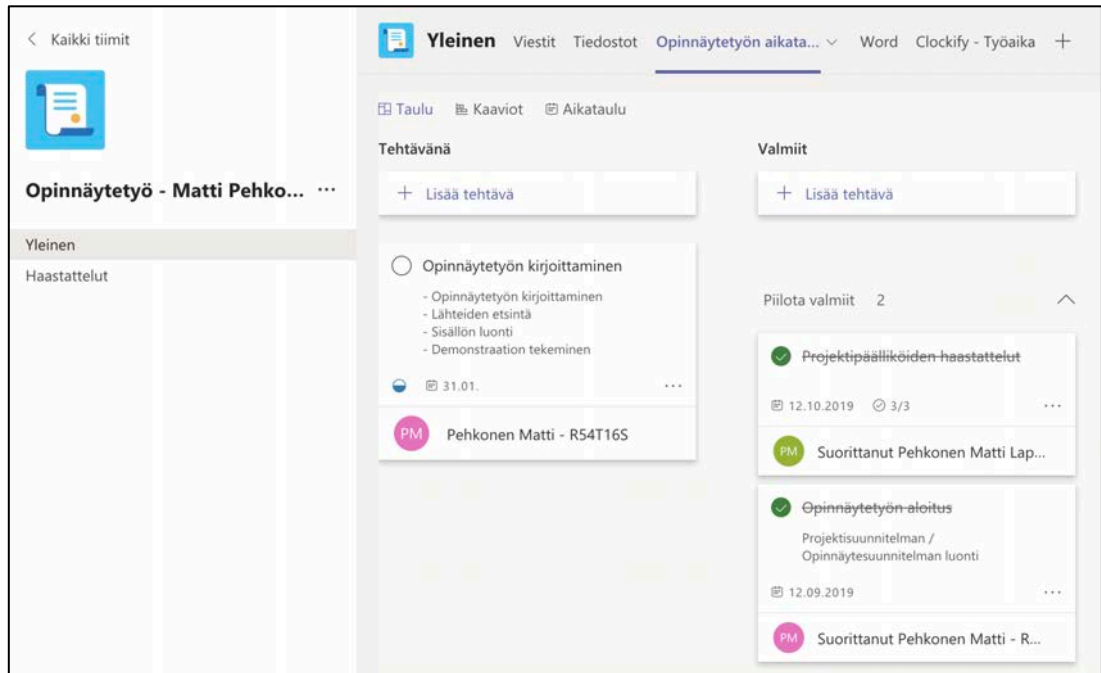 Kaikki tiimit
Opinnäytetyö - Matti Pehko... ...
Yleinen
Haastattelut
Yleinen Viestit Tiedostot Opinnäytetyön aikata... Word Clockify - Työaika +
Taulu Kaaviot Aikataulu
Tehtävänä
+ Lisää tehtävä
Opinnäytetyön kirjoittaminen
- Opinnäytetyön kirjoittaminen
- Lähteiden etsintä
- Sisällön luonti
- Demonstraation tekeminen
31.01. ...
PM Pehkonen Matti - R54T16S
Valmiit
+ Lisää tehtävä
Piilota valmiit 2
Projektipäälliköiden haastattelut
12.10.2019 3/3 ...
PM Suorittanut Pehkonen Matti Lap...
Opinnäytetyön aloitus
Projektisuunnitelman /
Opinnäytesuunnitelman luonti
12.09.2019 ...
PM Suorittanut Pehkonen Matti - R...